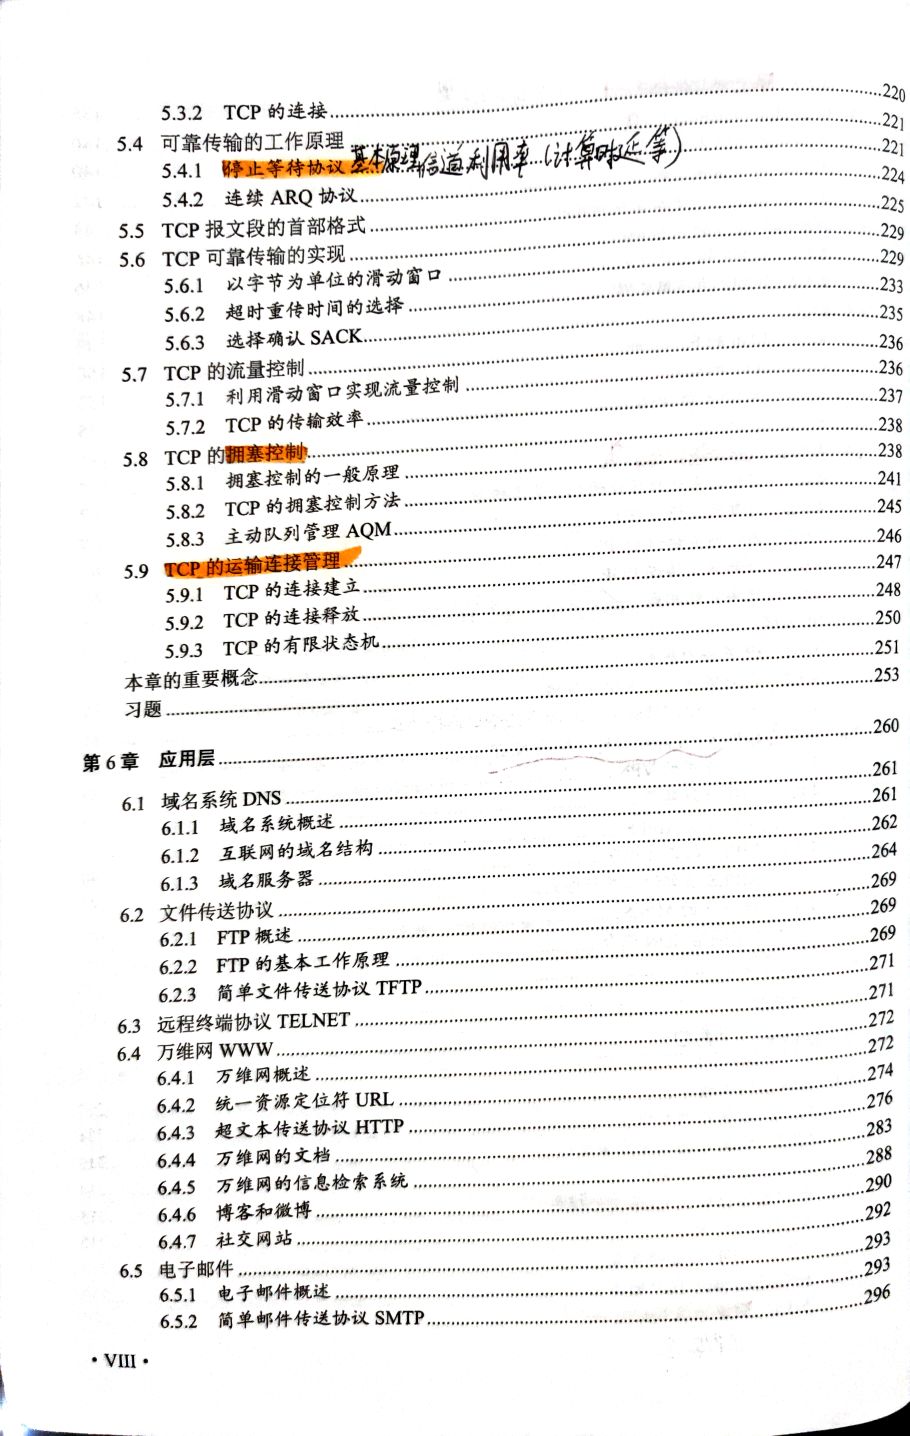 5.3.2 TCP 的连接........220
5.4 可靠传输的工作原理........221
5.4.1 停止等待协议 基本原理 信道利用率（计算时延等）221
5.4.2 连续 ARQ 协议........224
5.5 TCP 报文段的首部格式........225
5.6 TCP 可靠传输的实现........229
5.6.1 以字节为单位的滑动窗口........229
5.6.2 超时重传时间的选择........233
5.6.3 选择确认 SACK........235
5.7 TCP 的流量控制........236
5.7.1 利用滑动窗口实现流量控制........236
5.7.2 TCP 的传输效率........237
5.8 TCP 的拥塞控制........238
5.8.1 拥塞控制的一般原理........238
5.8.2 TCP 的拥塞控制方法........241
5.8.3 主动队列管理 AQM........245
5.9 TCP 的运输连接管理........246
5.9.1 TCP 的连接建立........247
5.9.2 TCP 的连接释放........248
5.9.3 TCP 的有限状态机........250
本章的重要概念........251
习题........253
第 6 章 应用层........260
6.1 域名系统 DNS........261
6.1.1 域名系统概述........261
6.1.2 互联网的域名结构........262
6.1.3 域名服务器........264
6.2 文件传送协议........269
6.2.1 FTP 概述........269
6.2.2 FTP 的基本工作原理........269
6.2.3 简单文件传送协议 TFTP........271
6.3 远程终端协议 TELNET........271
6.4 万维网 WWW........272
6.4.1 万维网概述........272
6.4.2 统一资源定位符 URL........274
6.4.3 超文本传送协议 HTTP........276
6.4.4 万维网的文档........283
6.4.5 万维网的信息检索系统........288
6.4.6 博客和微博........290
6.4.7 社交网站........292
6.5 电子邮件........293
6.5.1 电子邮件概述........293
6.5.2 简单邮件传送协议 SMTP........296
• VIII •